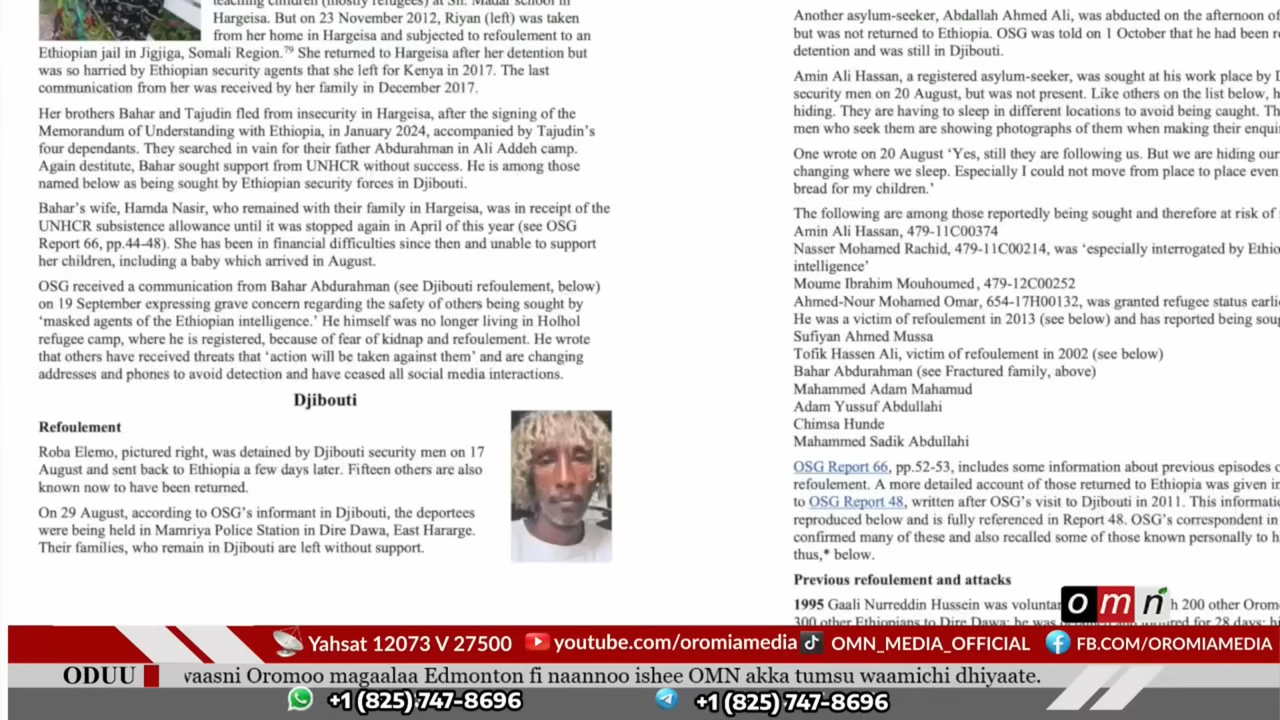 teaching children (mostly refugees) at Sh. Madar school in
Hargeisa. But on 23 November 2012, Riyan (left) was taken
from her home in Hargeisa and subjected to refoulement to an
Ethiopian jail in Jigjiga, Somali Region.79 She returned to Hargeisa after her detention but
was so harried by Ethiopian security agents that she left for Kenya in 2017. The last
communication from her was received by her family in December 2017.
Her brothers Bahar and Tajudin fled from insecurity in Hargeisa, after the signing of the
Memorandum of Understanding with Ethiopia, in January 2024, accompanied by Tajudin's
four dependants. They searched in vain for their father Abdurahman in Ali Addeh camp.
Again destitute, Bahar sought support from UNHCR without success. He is among those
named below as being sought by Ethiopian security forces in Djibouti.
Bahar's wife, Hamda Nasir, who remained with their family in Hargeisa, was in receipt of the
UNHCR subsistence allowance until it was stopped again in April of this year (see OSG
Report 66, pp.44-48). She has been in financial difficulties since then and unable to support
her children, including a baby which arrived in August.
OSG received a communication from Bahar Abdurahman (see Djibouti refoulement, below)
on 19 September expressing grave concern regarding the safety of others being sought by
'masked agents of the Ethiopian intelligence.' He himself was no longer living in Holhol
refugee camp, where he is registered, because of fear of kidnap and refoulement. He wrote
that others have received threats that 'action will be taken against them' and are changing
addresses and phones to avoid detection and have ceased all social media interactions.
Djibouti
Refoulement
Roba Elemo, pictured right, was detained by Djibouti security men on 17
August and sent back to Ethiopia a few days later. Fifteen others are also
known now to have been returned.
On 29 August, according to OSG's informant in Djibouti, the deportees
were being held in Mamriya Police Station in Dire Dawa, East Hararge.
Their families, who remain in Djibouti are left without support.
Another asylum-seeker, Abdallah Ahmed Ali, was abducted on the afternoon of
but was not returned to Ethiopia. OSG was told on 1 October that he had been
detention and was still in Djibouti.
Amin Ali Hassan, a registered asylum-seeker, was sought at his work place by
security men on 20 August, but was not present. Like others on the list below,
hiding. They are having to sleep in different locations to avoid being caught.
men who seek them are showing photographs of them when making their
One wrote on 20 August 'Yes, still they are following us. But we are hiding
changing where we sleep. Especially I could not move from place to place even
bread for my children.'
The following are among those reportedly being sought and therefore at risk of
Amin Ali Hassan, 479-11C00374
Nasser Mohamed Rachid, 479-11C00214, was 'especially interrogated by
intelligence'
Moume Ibrahim Mouhoumed, 479-12C00252
Ahmed-Nour Mohamed Omar, 654-17H00132, was granted refugee status
He was a victim of refoulement in 2013 (see below) and has reported being
Sufiyan Ahmed Mussa
Tofik Hassen Ali, victim of refoulement in 2002 (see below)
Bahar Abdurahman (see Fractured family, above)
Mahammed Adam Mahamud
Adam Yussuf Abdullahi
Chimsa Hunde
Mahammed Sadik Abdullahi
OSG Report 66, pp.52-53, includes some information about previous episodes
refoulement. A more detailed account of those returned to Ethiopia was given in
to OSG Report 48, written after OSG's visit to Djibouti in 2011. This
reproduced below and is fully referenced in Report 48. OSG's correspondent in
confirmed many of these and also recalled some of those known personally to
thus,* below.
Previous refoulement and attacks
1995 Gaali Nurreddin Hussein was 200 other
300 other Ethiopians to Dire Dawa: he was for 28 days:
omn
Yahsat 12073 V 27500 youtube.com/oromiamedia OMN_MEDIA_OFFICIAL FB.COM/OROMIAMEDIA
ODUU vaasni Oromoo magaalaa Edmonton fi naannoo ishee OMN akka tumsu waamichi dhiyaate.
+1 (825) 747-8696 +1 (825) 747-8696